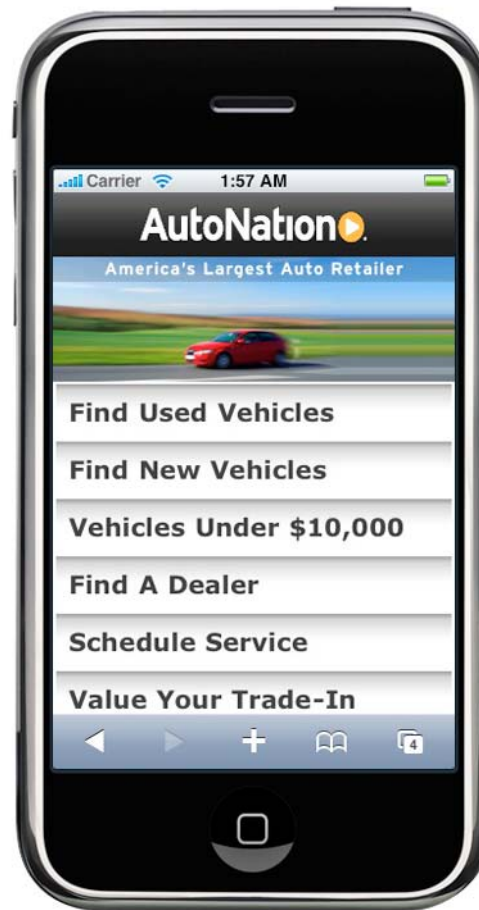 Carrier 1:57 AM
AutoNation
America's Largest Auto Retailer
Find Used Vehicles
Find New Vehicles
Vehicles Under $10,000
Find A Dealer
Schedule Service
Value Your Trade-In
4